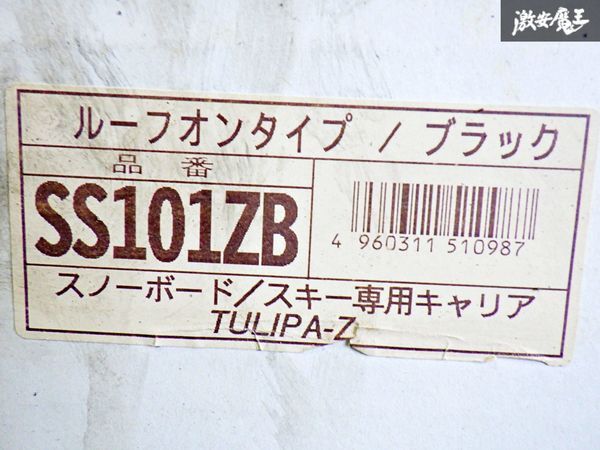 激安魔王
ルーフオンタイプ / ブラック
品番
SS101ZB
4 960311 510987
スノーボード/スキー専用キャリア
TULIPA-Z